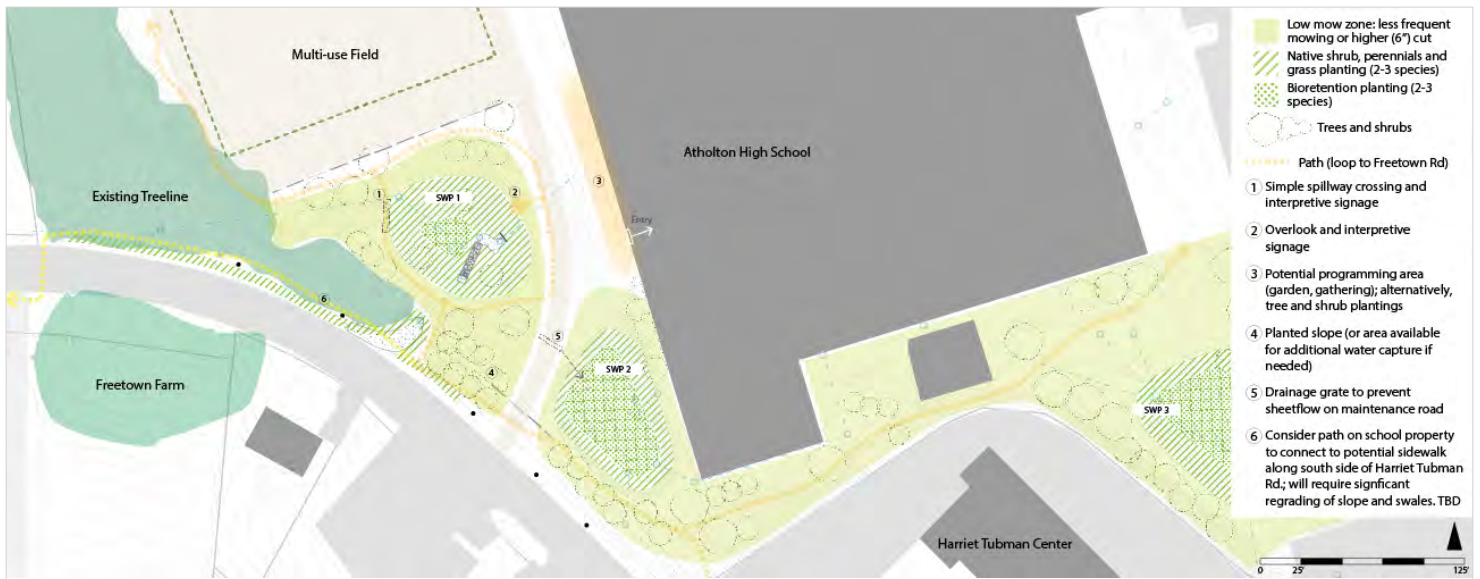 Multi-use Field
Existing Treeline
Freetown Farm
Atholton High School
Harriet Tubman Center
SWP 1
SWP 2
SWP 3
Entry
1
2
3
4
5
6
Low mow zone: less frequent
mowing or higher (6") cut
Native shrub, perennials and
grass planting (2-3 species)
Bioretention planting (2-3
species)
Trees and shrubs
Path (loop to Freetown Rd)
1 Simple spillway crossing and
interpretive signage
2 Overlook and interpretive
signage
3 Potential programming area
(garden, gathering); alternatively,
tree and shrub plantings
4 Planted slope (or area available
for additional water capture if
needed)
5 Drainage grate to prevent
sheetflow on maintenance road
6 Consider path on school property
to connect to potential sidewalk
along south side of Harriet Tubman
Rd.; will require signficant
regrading of slope and swales. TBD
0 25' 125'